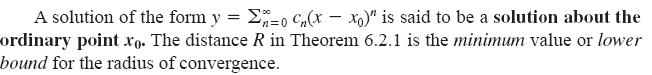 A solution of the form y = Σ∞n=0 cn(x − x0)n is said to be a solution about the
ordinary point x0. The distance R in Theorem 6.2.1 is the minimum value or lower
bound for the radius of convergence.